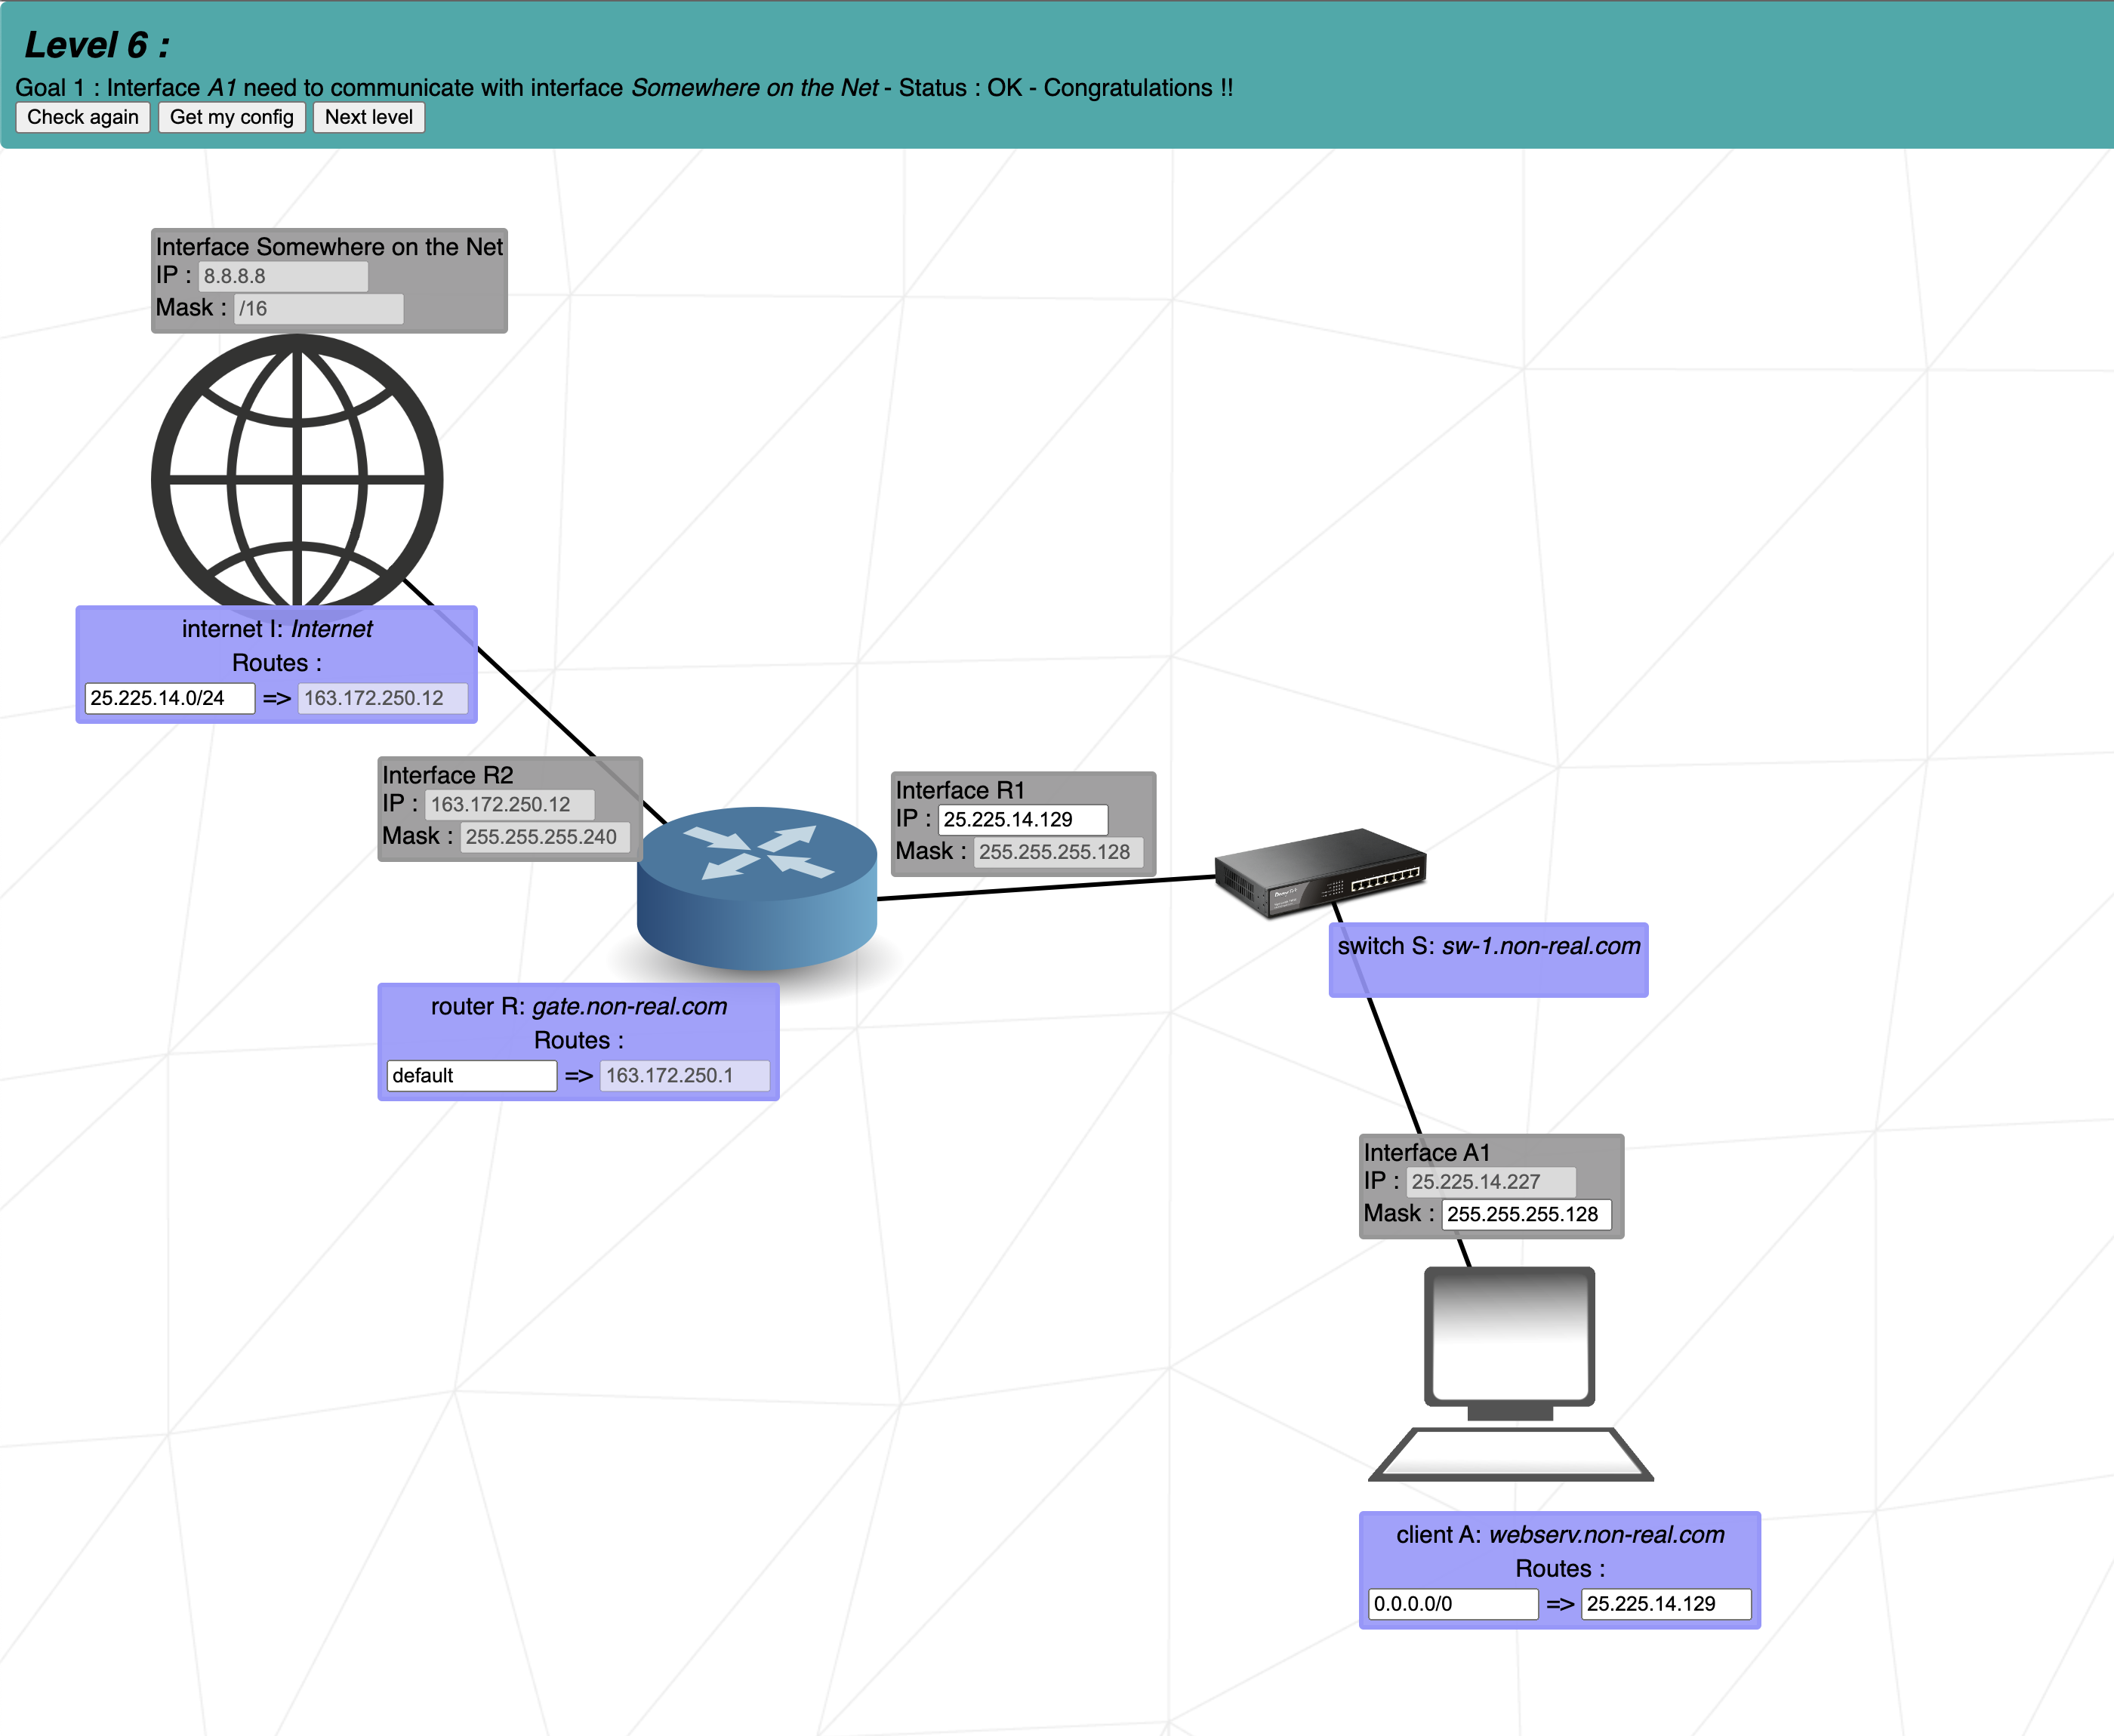 Level 6 :
Goal 1 : Interface A1 need to communicate with interface Somewhere on the Net - Status : OK - Congratulations !!
Check again Get my config Next level
Interface Somewhere on the Net
IP : 8.8.8.8
Mask : /16
internet I: Internet
Routes :
25.225.14.0/24 => 163.172.250.12
Interface R2
IP : 163.172.250.12
Mask : 255.255.255.240
Interface R1
IP : 25.225.14.129
Mask : 255.255.255.128
switch S: sw-1.non-real.com
router R: gate.non-real.com
Routes :
default => 163.172.250.1
Interface A1
IP : 25.225.14.227
Mask : 255.255.255.128
client A: webserv.non-real.com
Routes :
0.0.0.0/0 => 25.225.14.129